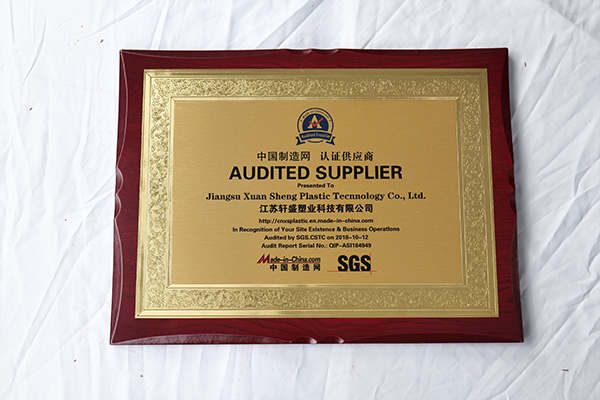 Audited Supplier
中国制造网 认证供应商
AUDITED SUPPLIER
Presented To
Jiangsu Xuan Sheng Plastic Tecnnology Co., Ltd.
江苏轩盛塑业科技有限公司
http://cnxsplastic.en.made-in-china.com
in Recognition of Your Site Existence & Business Operations
Audited by SGS.CSTC on 2018-10-12
Audit Report Serial No.: QIP-ASI184949
Made-in-China.com
中国制造网
SGS